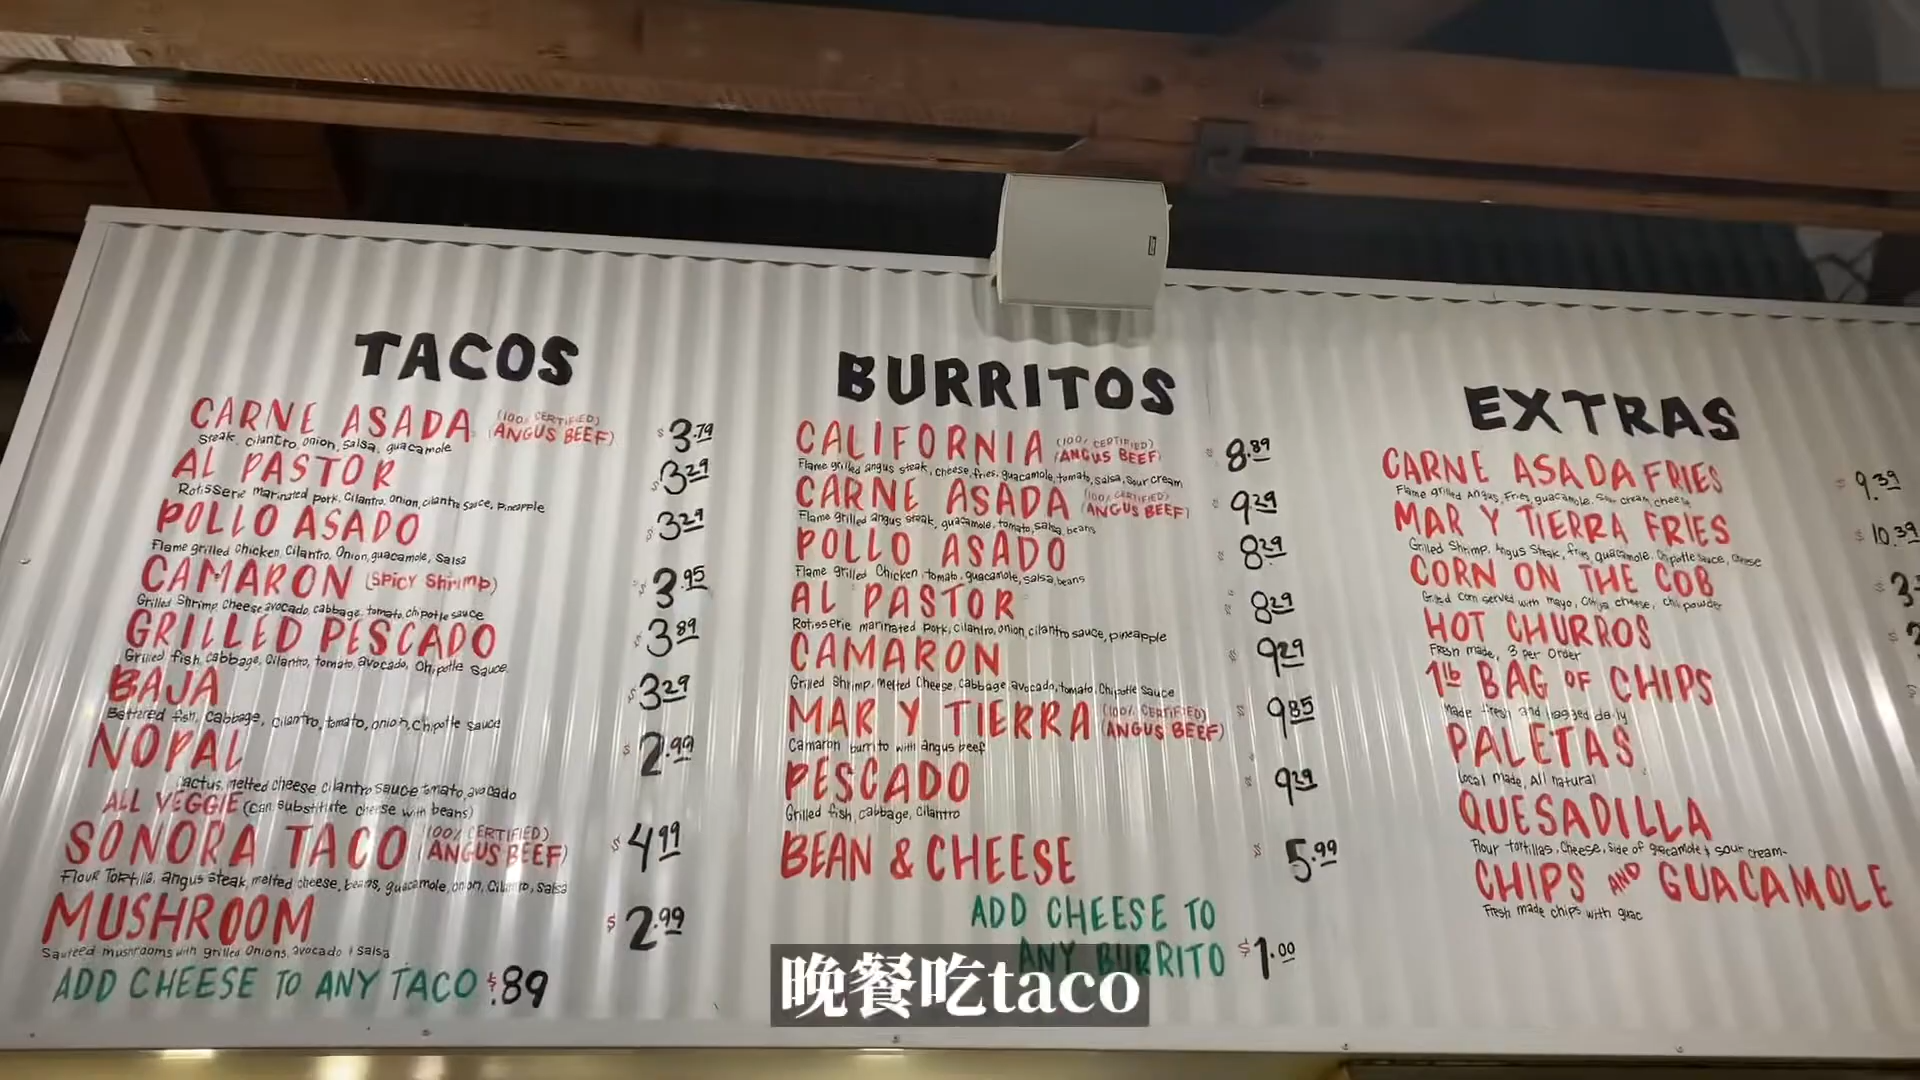 TACOS
CARNE ASADA (100% CERTIFIED ANGUS BEEF) $3.79
Steak, cilantro, onion, salsa, guacamole
AL PASTOR $3.29
Rotisserie marinated pork, cilantro, onion, cilantro sauce, pineapple
POLLO ASADO $3.29
Flame grilled chicken, Cilantro, Onion, guacamole, Salsa
CAMARON (SPICY Shrimp) $3.95
Grilled Shrimp, cheese, avocado, cabbage, tomato, chipotle sauce
GRILLED PESCADO $3.89
Grilled fish, cabbage, Cilantro, tomato, avocado, Chipotle Sauce
BAJA $3.29
Battered fish, cabbage, cilantro, tomato, onion, chipotle sauce
NOPAL $2.99
Cactus, melted cheese cilantro sauce tomato, avocado
ALL VEGGIE (can substitute cheese with beans)
SONORA TACO (100% CERTIFIED ANGUS BEEF) $4.99
Flour Tortilla, angus steak, melted cheese, beans, guacamole, onion, Cilantro, salsa
MUSHROOM $2.99
Sauteed mushrooms with grilled Onions, avocado & salsa
ADD CHEESE TO ANY TACO $.89
BURRITOS
CALIFORNIA (100% CERTIFIED ANGUS BEEF) 8.89
Flame grilled angus steak, cheese, fries, guacamole, tomato, salsa, sour cream
CARNE ASADA (100% CERTIFIED ANGUS BEEF) 9.29
Flame grilled angus steak, guacamole, tomato, salsa, beans
POLLO ASADO 8.29
Flame grilled Chicken, tomato, guacamole, salsa, beans
AL PASTOR 8.29
Rotisserie marinated pork, cilantro, onion, cilantro sauce, pineapple
CAMARON 9.29
Grilled Shrimp, Melted Cheese, cabbage, avocado, tomato, Chipotle Sauce
MAR Y TIERRA (100% CERTIFIED ANGUS BEEF) 9.85
Camaron burrito with angus beef
PESCADO 9.29
Grilled fish, cabbage, cilantro
BEAN & CHEESE 5.99
ADD CHEESE TO
ANY BURRITO $1.00
EXTRAS
CARNE ASADA FRIES 9.39
Flame grilled Angus, Fries, guacamole, Sour cream, cheese
MAR Y TIERRA FRIES 10.39
Grilled Shrimp, Angus Steak, fries, guacamole, Chipotle Sauce, cheese
CORN ON THE COB
Grilled corn served with mayo, Cotija cheese, chili powder
HOT CHURROS
Fresh made, 3 per Order
1lb BAG OF CHIPS
Made fresh and bagged daily
PALETAS
Local made, All natural
QUESADILLA
Flour tortillas, Cheese, Side of guacamole & sour cream
CHIPS AND GUACAMOLE
Fresh made chips with guac
晚餐吃taco